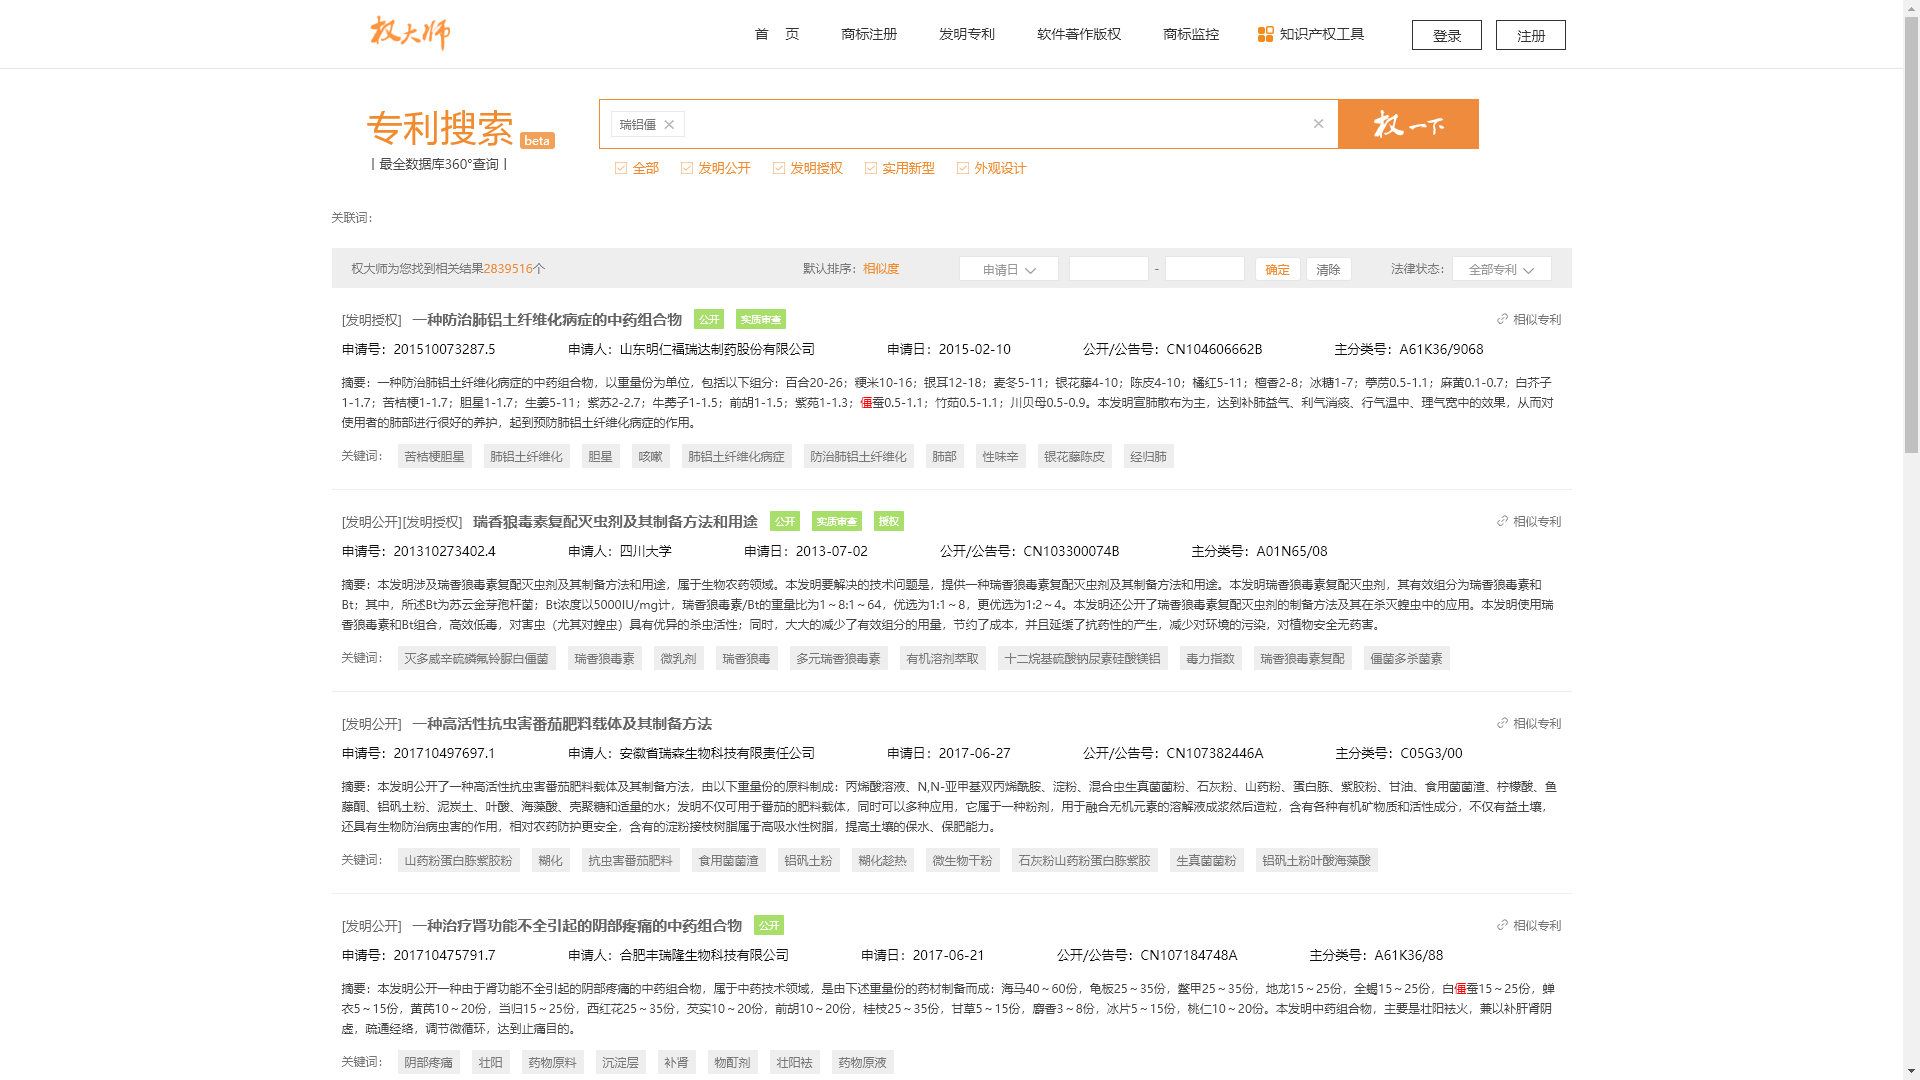 权大师
首 页 商标注册 发明专利 软件著作版权 商标监控 知识产权工具 登录 注册
专利搜索 beta
丨最全数据库360°查询丨
瑞铝僵 ✕ ✕ 权一下
全部 发明公开 发明授权 实用新型 外观设计
关联词:
权大师为您找到相关结果2839516个 默认排序: 相似度 申请日 - 确定 清除 法律状态: 全部专利
[发明授权] 一种防治肺铝土纤维化病症的中药组合物 公开 实质审查 相似专利
申请号: 201510073287.5 申请人: 山东明仁福瑞达制药股份有限公司 申请日: 2015-02-10 公开/公告号: CN104606662B 主分类号: A61K36/9068
摘要: 一种防治肺铝土纤维化病症的中药组合物，以重量份为单位，包括以下组分：百合20-26；粳米10-16；银耳12-18；麦冬5-11；银花藤4-10；陈皮4-10；橘红5-11；檀香2-8；冰糖1-7；葶苈0.5-1.1；麻黄0.1-0.7；白芥子
1-1.7；苦桔梗1-1.7；胆星1-1.7；生姜5-11；紫苏2-2.7；牛蒡子1-1.5；前胡1-1.5；紫苑1-1.3；僵蚕0.5-1.1；竹茹0.5-1.1；川贝母0.5-0.9。本发明宣肺散布为主，达到补肺益气、利气消痰、行气温中、理气宽中的效果，从而对
使用者的肺部进行很好的养护，起到预防肺铝土纤维化病症的作用。
关键词: 苦桔梗胆星 肺铝土纤维化 胆星 咳嗽 肺铝土纤维化病症 防治肺铝土纤维化 肺部 性味辛 银花藤陈皮 经归肺
[发明公开][发明授权] 瑞香狼毒素复配灭虫剂及其制备方法和用途 公开 实质审查 授权 相似专利
申请号: 201310273402.4 申请人: 四川大学 申请日: 2013-07-02 公开/公告号: CN103300074B 主分类号: A01N65/08
摘要: 本发明涉及瑞香狼毒素复配灭虫剂及其制备方法和用途，属于生物农药领域。本发明要解决的技术问题是，提供一种瑞香狼毒素复配灭虫剂及其制备方法和用途。本发明瑞香狼毒素复配灭虫剂，其有效组分为瑞香狼毒素和
Bt；其中，所述Bt为苏云金芽孢杆菌；Bt浓度以5000IU/mg计，瑞香狼毒素/Bt的重量比为1～8:1～64，优选为1:1～8，更优选为1:2～4。本发明还公开了瑞香狼毒素复配灭虫剂的制备方法及其在杀灭蝗虫中的应用。本发明使用瑞
香狼毒素和Bt组合，高效低毒，对害虫（尤其对蝗虫）具有优异的杀虫活性；同时，大大的减少了有效组分的用量，节约了成本，并且延缓了抗药性的产生，减少对环境的污染，对植物安全无药害。
关键词: 灭多威辛硫磷氟铃脲白僵菌 瑞香狼毒素 微乳剂 瑞香狼毒 多元瑞香狼毒素 有机溶剂萃取 十二烷基硫酸钠尿素硅酸镁铝 毒力指数 瑞香狼毒素复配 僵菌多杀菌素
[发明公开] 一种高活性抗虫害番茄肥料载体及其制备方法 相似专利
申请号: 201710497697.1 申请人: 安徽省瑞森生物科技有限责任公司 申请日: 2017-06-27 公开/公告号: CN107382446A 主分类号: C05G3/00
摘要: 本发明公开了一种高活性抗虫害番茄肥料载体及其制备方法，由以下重量份的原料制成：丙烯酸溶液、N,N-亚甲基双丙烯酰胺、淀粉、混合虫生真菌菌粉、石灰粉、山药粉、蛋白胨、紫胶粉、甘油、食用菌菌渣、柠檬酸、鱼
藤酮、铝矾土粉、泥炭土、叶酸、海藻酸、壳聚糖和适量的水；发明不仅可用于番茄的肥料载体，同时可以多种应用，它属于一种粉剂，用于融合无机元素的溶解液成浆然后造粒，含有各种有机矿物质和活性成分，不仅有益土壤，
还具有生物防治病虫害的作用，相对农药防护更安全，含有的淀粉接枝树脂属于高吸水性树脂，提高土壤的保水、保肥能力。
关键词: 山药粉蛋白胨紫胶粉 糊化 抗虫害番茄肥料 食用菌菌渣 铝矾土粉 糊化趁热 微生物干粉 石灰粉山药粉蛋白胨紫胶 生真菌菌粉 铝矾土粉叶酸海藻酸
[发明公开] 一种治疗肾功能不全引起的阴部疼痛的中药组合物 公开 相似专利
申请号: 201710475791.7 申请人: 合肥丰瑞隆生物科技有限公司 申请日: 2017-06-21 公开/公告号: CN107184748A 主分类号: A61K36/88
摘要: 本发明公开一种由于肾功能不全引起的阴部疼痛的中药组合物，属于中药技术领域，是由下述重量份的药材制备而成：海马40～60份，龟板25～35份，鳖甲25～35份，地龙15～25份，全蝎15～25份，白僵蚕15～25份，蝉
衣5～15份，黄芪10～20份，当归15～25份，西红花25～35份，芡实10～20份，前胡10～20份，桂枝25～35份，甘草5～15份，麝香3～8份，冰片5～15份，桃仁10～20份。本发明中药组合物，主要是壮阳祛火，兼以补肝肾阴
虚，疏通经络，调节微循环，达到止痛目的。
关键词: 阴部疼痛 壮阳 药物原料 沉淀层 补肾 物酊剂 壮阳祛 药物原液